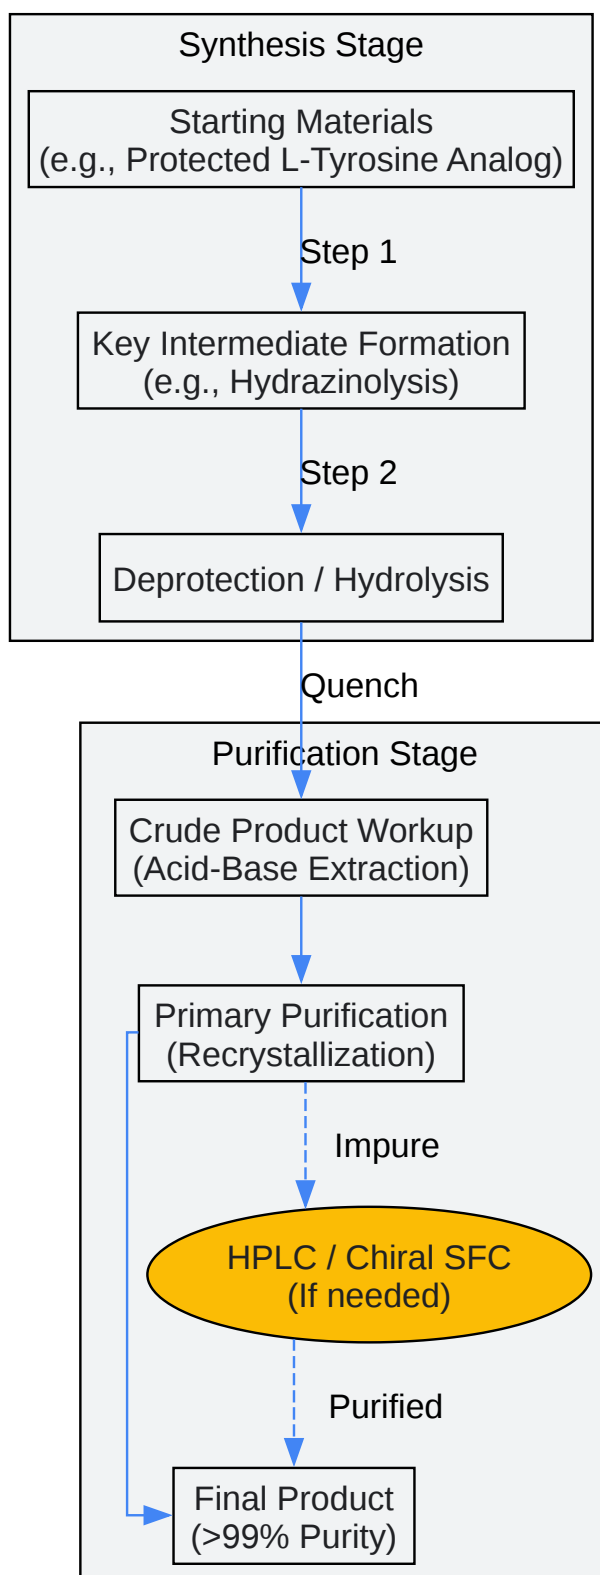 Synthesis Stage
Starting Materials
(e.g., Protected L-Tyrosine Analog)
Step 1
Key Intermediate Formation
(e.g., Hydrazinolysis)
Step 2
Deprotection / Hydrolysis
Quench
Purification Stage
Crude Product Workup
(Acid-Base Extraction)
Primary Purification
(Recrystallization)
Impure
HPLC / Chiral SFC
(If needed)
Purified
Final Product
(>99% Purity)